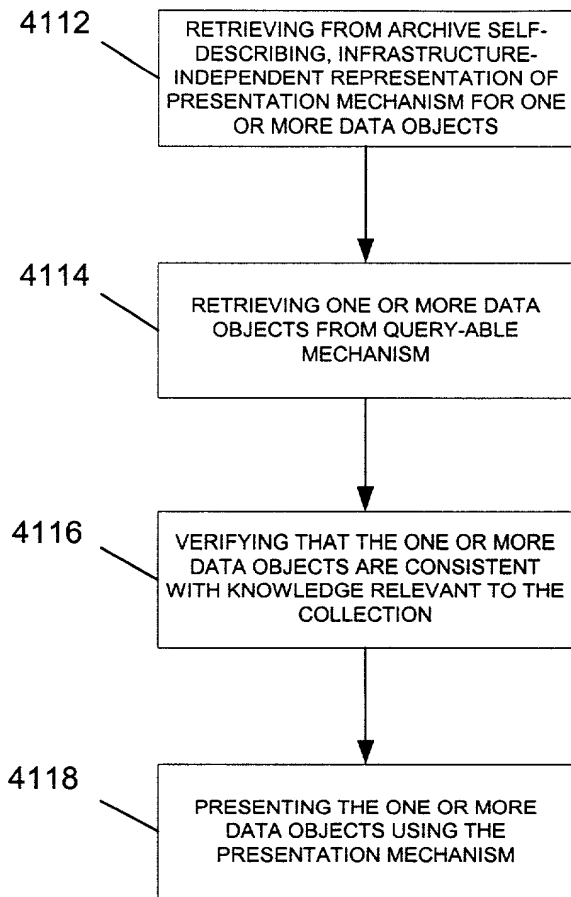 4112
RETRIEVING FROM ARCHIVE SELF-
DESCRIBING, INFRASTRUCTURE-
INDEPENDENT REPRESENTATION OF
PRESENTATION MECHANISM FOR ONE
OR MORE DATA OBJECTS
4114
RETRIEVING ONE OR MORE DATA
OBJECTS FROM QUERY-ABLE
MECHANISM
4116
VERIFYING THAT THE ONE OR MORE
DATA OBJECTS ARE CONSISTENT
WITH KNOWLEDGE RELEVANT TO THE
COLLECTION
4118
PRESENTING THE ONE OR MORE
DATA OBJECTS USING THE
PRESENTATION MECHANISM